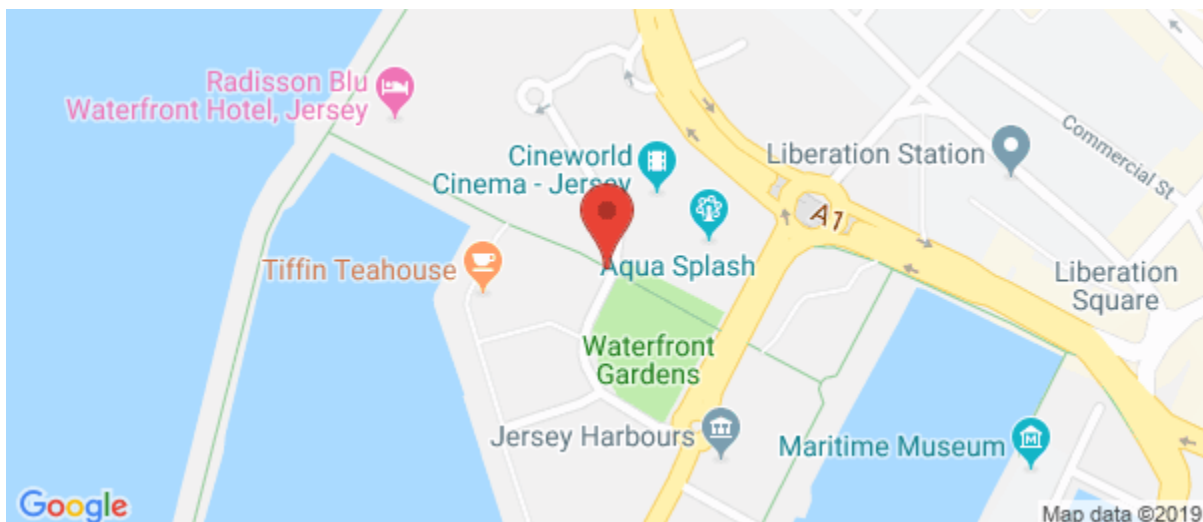 Radisson Blu
Waterfront Hotel, Jersey
Cineworld
Cinema - Jersey
Liberation Station
Commercial St
A1
Tiffin Teahouse
Aqua Splash
Liberation
Square
Waterfront
Gardens
Jersey Harbours
Maritime Museum
M
Google
Map data ©2019